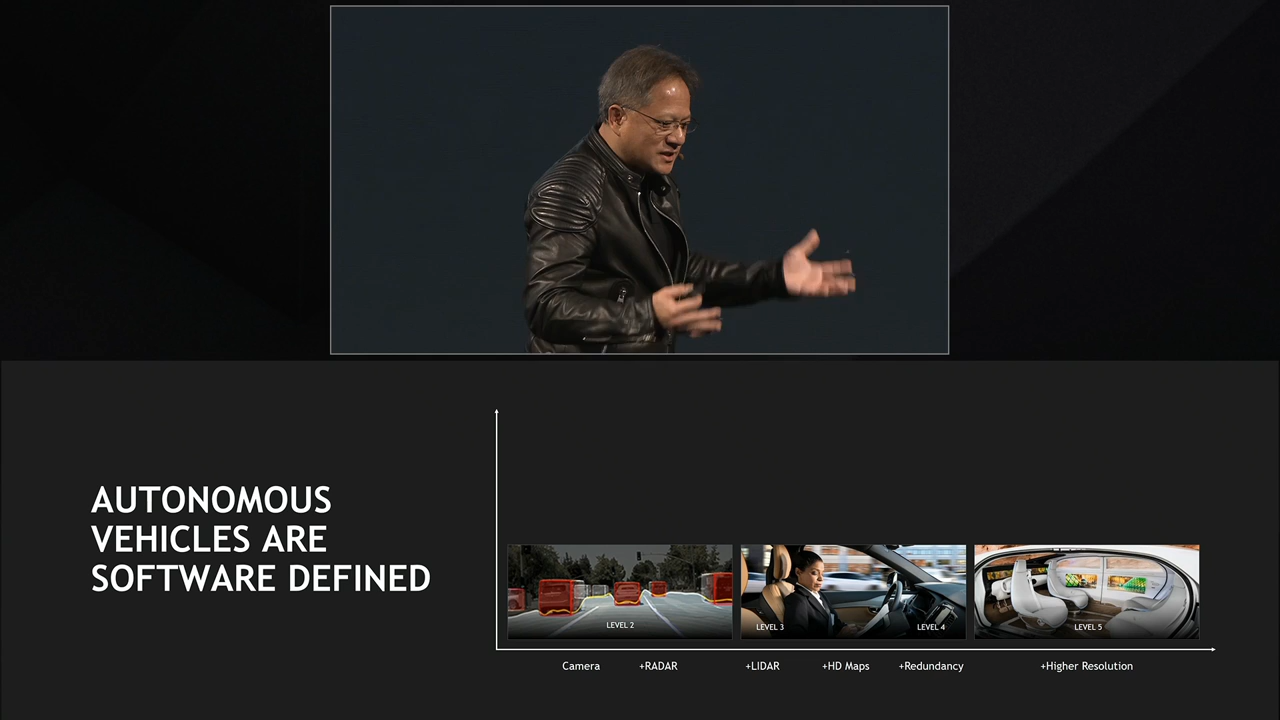 AUTONOMOUS
VEHICLES ARE
SOFTWARE DEFINED
LEVEL 2
LEVEL 3
LEVEL 4
LEVEL 5
Camera
+RADAR
+LIDAR
+HD Maps
+Redundancy
+Higher Resolution